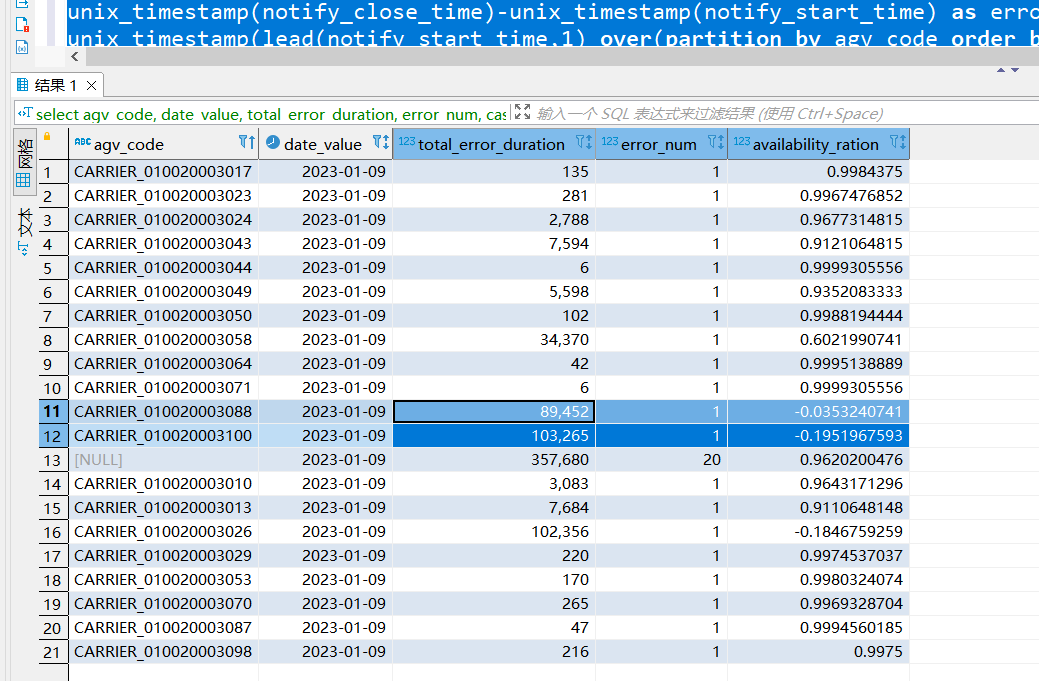 unix_timestamp(notify_close_time)-unix_timestamp(notify_start_time) as erro
unix_timestamp(lead(notify_start_time,1) over(partition by agv_code order b
结果 1
select agv_code, date_value, total_error_duration, error_num, cas 输入一个 SQL 表达式来过滤结果 (使用 Ctrl+Space)
网格
文本
ABC agv_code date_value 123 total_error_duration 123 error_num 123 availability_ration
1 CARRIER_010020003017 2023-01-09 135 1 0.9984375
2 CARRIER_010020003023 2023-01-09 281 1 0.9967476852
3 CARRIER_010020003024 2023-01-09 2,788 1 0.9677314815
4 CARRIER_010020003043 2023-01-09 7,594 1 0.9121064815
5 CARRIER_010020003044 2023-01-09 6 1 0.9999305556
6 CARRIER_010020003049 2023-01-09 5,598 1 0.9352083333
7 CARRIER_010020003050 2023-01-09 102 1 0.9988194444
8 CARRIER_010020003058 2023-01-09 34,370 1 0.6021990741
9 CARRIER_010020003064 2023-01-09 42 1 0.9995138889
10 CARRIER_010020003071 2023-01-09 6 1 0.9999305556
11 CARRIER_010020003088 2023-01-09 89,452 1 -0.0353240741
12 CARRIER_010020003100 2023-01-09 103,265 1 -0.1951967593
13 [NULL] 2023-01-09 357,680 20 0.9620200476
14 CARRIER_010020003010 2023-01-09 3,083 1 0.9643171296
15 CARRIER_010020003013 2023-01-09 7,684 1 0.9110648148
16 CARRIER_010020003026 2023-01-09 102,356 1 -0.1846759259
17 CARRIER_010020003029 2023-01-09 220 1 0.9974537037
18 CARRIER_010020003053 2023-01-09 170 1 0.9980324074
19 CARRIER_010020003070 2023-01-09 265 1 0.9969328704
20 CARRIER_010020003087 2023-01-09 47 1 0.9994560185
21 CARRIER_010020003098 2023-01-09 216 1 0.9975